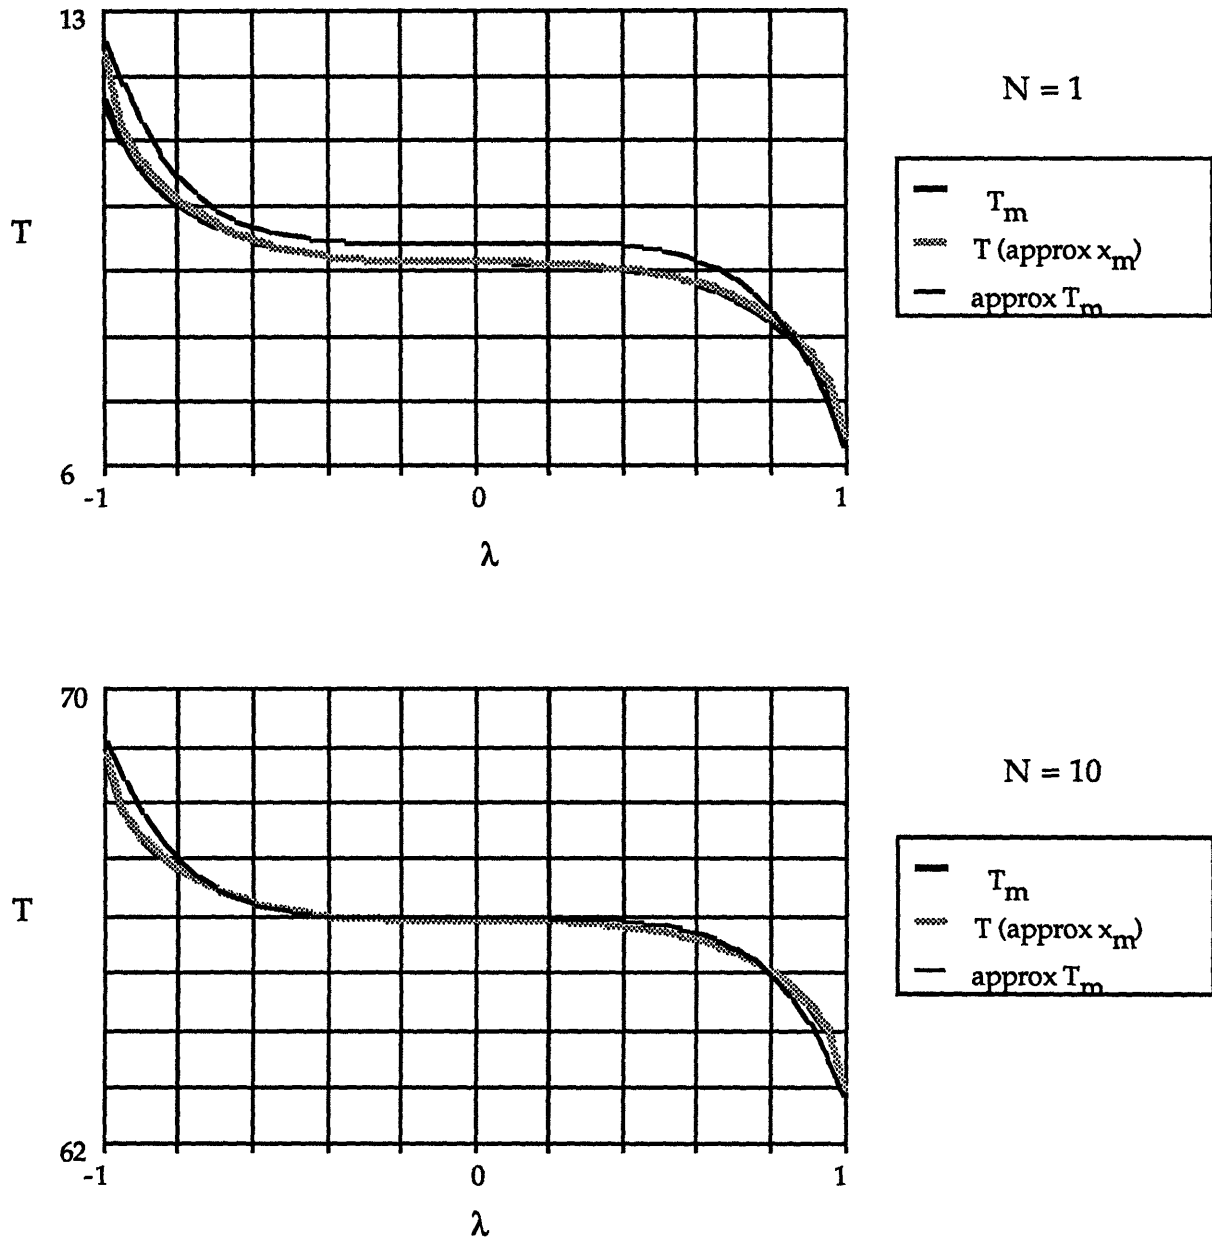 13
N = 1
T
T_m
T (approx x_m)
approx T_m
6
-1
0
1
λ
70
N = 10
T
T_m
T (approx x_m)
approx T_m
62
-1
0
1
λ